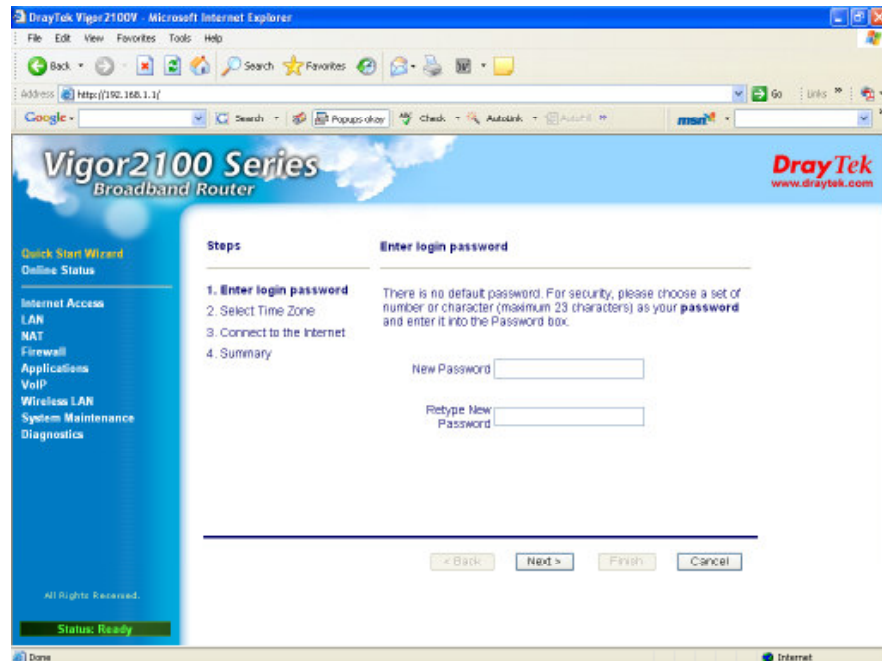 DrayTek Vigor2100V - Microsoft Internet Explorer
File Edit View Favorites Tools Help
Back Search Favorites
Address http://192.168.1.1/ Go Links »
Google Search Popups okay Check AutoLink AutoFill » msn
Vigor2100 Series
Broadband Router
DrayTek
www.draytek.com
Quick Start Wizard
Online Status
Internet Access
LAN
NAT
Firewall
Applications
VoIP
Wireless LAN
System Maintenance
Diagnostics
All Rights Reserved.
Status: Ready
Steps
1. Enter login password
2. Select Time Zone
3. Connect to the Internet
4. Summary
Enter login password
There is no default password. For security, please choose a set of
number or character (maximum 23 characters) as your password
and enter it into the Password box.
New Password
Retype New
Password
< Back Next > Finish Cancel
Done Internet